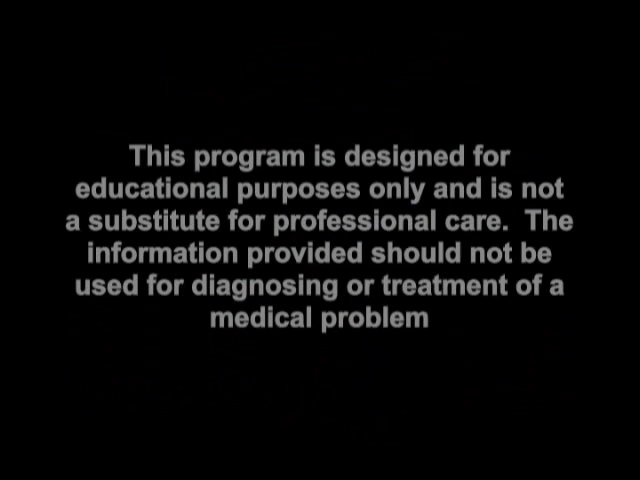 This program is designed for
educational purposes only and is not
a substitute for professional care.  The
information provided should not be
used for diagnosing or treatment of a
medical problem